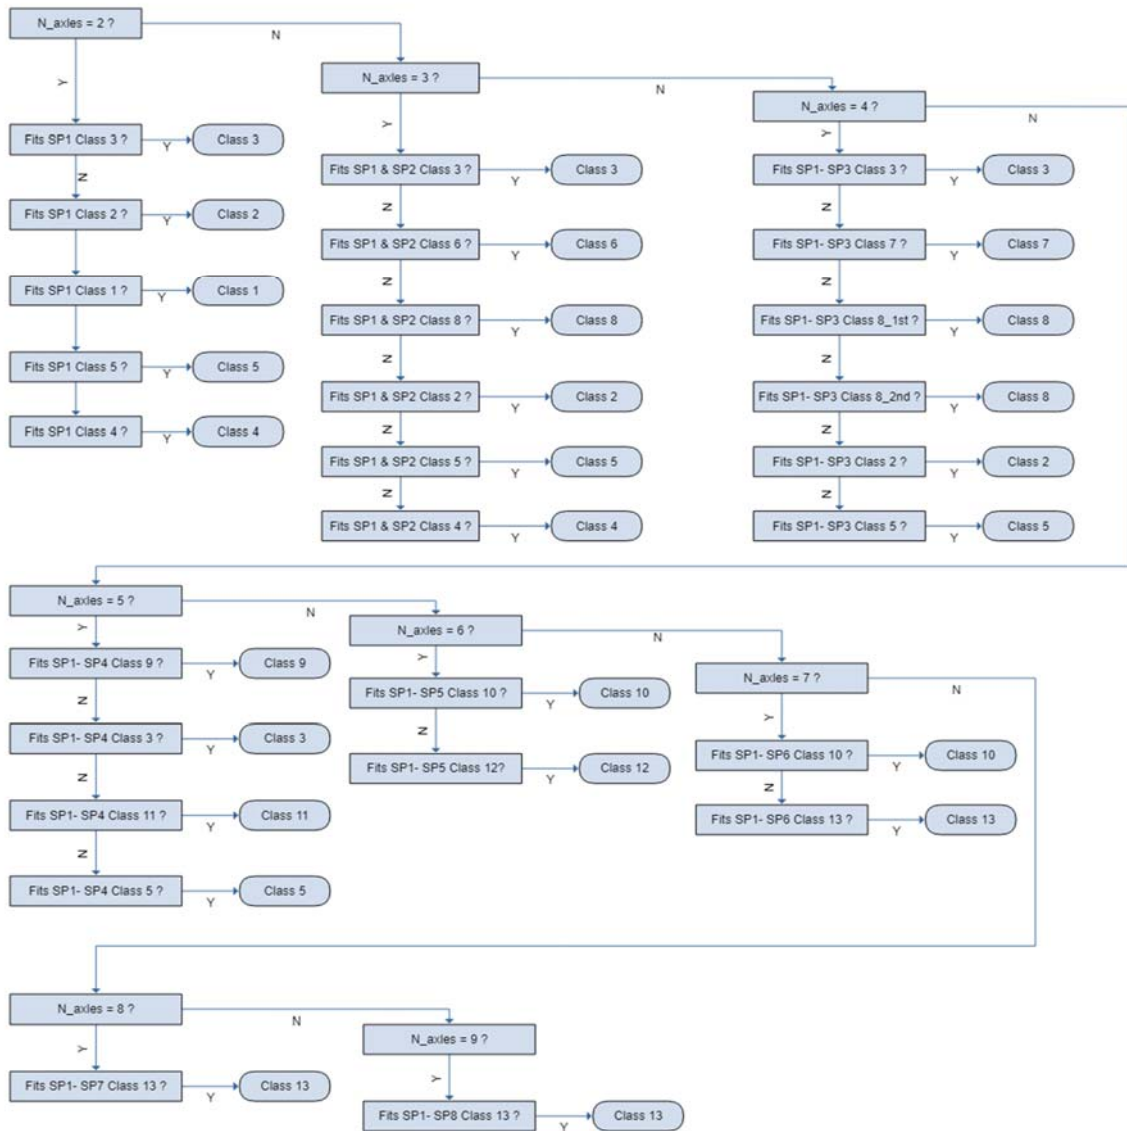 N_axles = 2 ?
N
Y
Fits SP1 Class 3 ?
Y
Class 3
N
Fits SP1 Class 2 ?
Y
Class 2
Fits SP1 Class 1 ?
Y
Class 1
Fits SP1 Class 5 ?
Y
Class 5
Fits SP1 Class 4 ?
Y
Class 4
N_axles = 3 ?
N
Y
Fits SP1 & SP2 Class 3 ?
Y
Class 3
N
Fits SP1 & SP2 Class 6 ?
Y
Class 6
N
Fits SP1 & SP2 Class 8 ?
Y
Class 8
N
Fits SP1 & SP2 Class 2 ?
Y
Class 2
N
Fits SP1 & SP2 Class 5 ?
Y
Class 5
N
Fits SP1 & SP2 Class 4 ?
Y
Class 4
N_axles = 4 ?
N
Y
Fits SP1- SP3 Class 3 ?
Y
Class 3
N
Fits SP1- SP3 Class 7 ?
Y
Class 7
N
Fits SP1- SP3 Class 8_1st ?
Y
Class 8
N
Fits SP1- SP3 Class 8_2nd ?
Y
Class 8
N
Fits SP1- SP3 Class 2 ?
Y
Class 2
N
Fits SP1- SP3 Class 5 ?
Y
Class 5
N_axles = 5 ?
N
Y
Fits SP1- SP4 Class 9 ?
Y
Class 9
N
Fits SP1- SP4 Class 3 ?
Y
Class 3
N
Fits SP1- SP4 Class 11 ?
Y
Class 11
N
Fits SP1- SP4 Class 5 ?
Y
Class 5
N_axles = 6 ?
N
Y
Fits SP1- SP5 Class 10 ?
Y
Class 10
N
Fits SP1- SP5 Class 12?
Y
Class 12
N_axles = 7 ?
N
Y
Fits SP1- SP6 Class 10 ?
Y
Class 10
N
Fits SP1- SP6 Class 13 ?
Y
Class 13
N_axles = 8 ?
N
Y
Fits SP1- SP7 Class 13 ?
Y
Class 13
N_axles = 9 ?
Y
Fits SP1- SP8 Class 13 ?
Y
Class 13